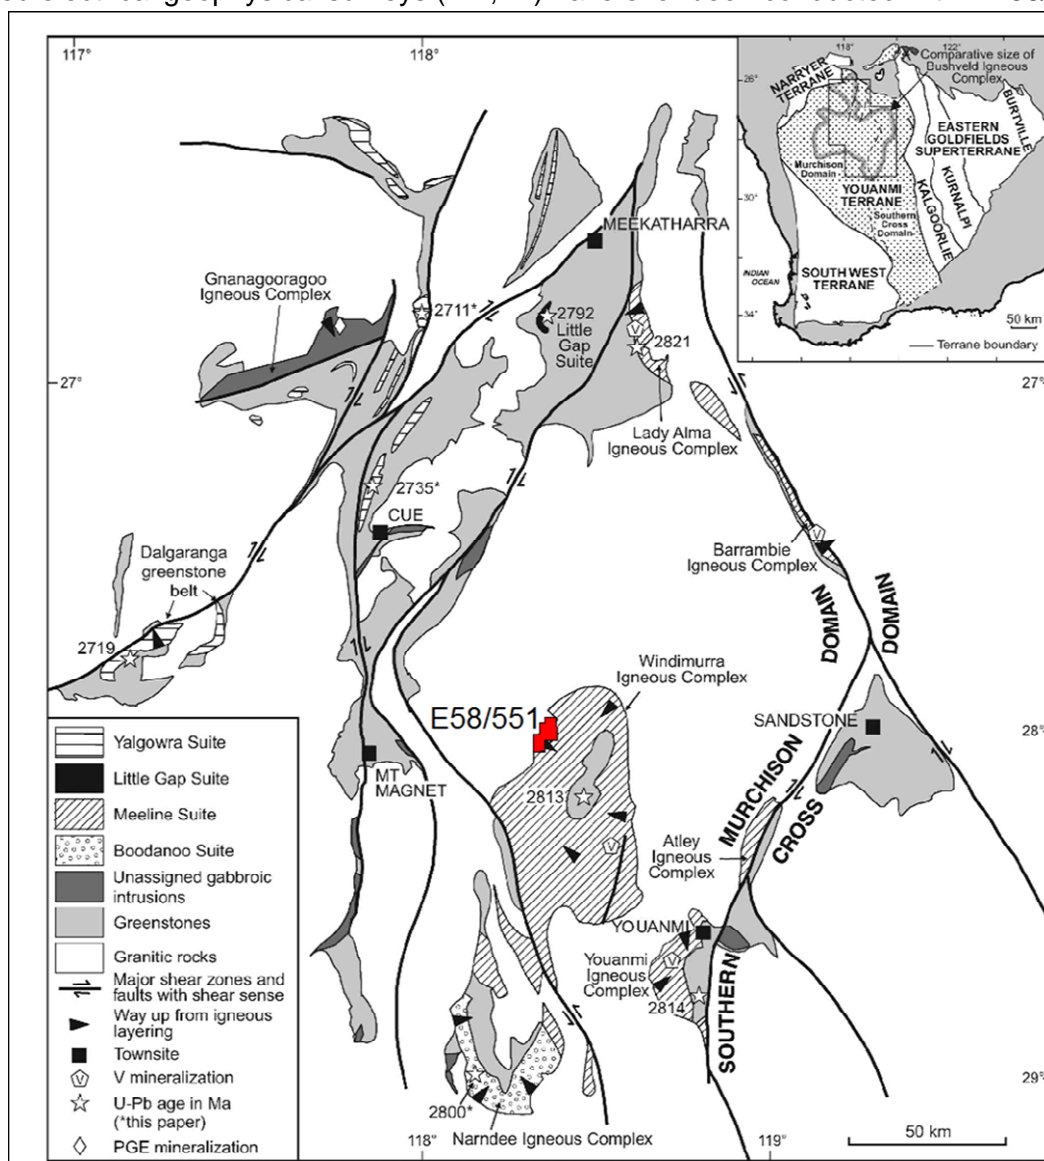 117°
118°
NARRYER
TERRANE
118°
122°
Comparative size of
Bushveld Igneous
Complex
26°
BURTVILLE
EASTERN
GOLDFIELDS
SUPERTERRANE
Murchison
Domain
30°
YOUANMI
TERRANE
KURNALPI
KALGOORLIE
Southern
Cross
Domain
INDIAN
OCEAN
SOUTH WEST
TERRANE
34°
50 km
Terrane boundary
MEEKATHARRA
Gnanagooragoo
Igneous Complex
2711*
2792
Little
Gap
Suite
2821
27°
27°
Lady Alma
Igneous Complex
2735*
CUE
Dalgaranga
greenstone
belt
Barrambie
Igneous Complex
2719
DOMAIN
DOMAIN
Windimurra
Igneous Complex
E58/551
SANDSTONE
28°
MT
MAGNET
2813
MURCHISON
CROSS
Atley
Igneous
Complex
YOUANMI
Youanmi
Igneous
Complex
2814
SOUTHERN
2800*
29°
Narndee Igneous Complex
118°
119°
50 km
Yalgowra Suite
Little Gap Suite
Meeline Suite
Boodanoo Suite
Unassigned gabbroic
intrusions
Greenstones
Granitic rocks
Major shear zones and
faults with shear sense
Way up from igneous
layering
Townsite
V
V mineralization
U-Pb age in Ma
(*this paper)
PGE mineralization
V
V
V
V